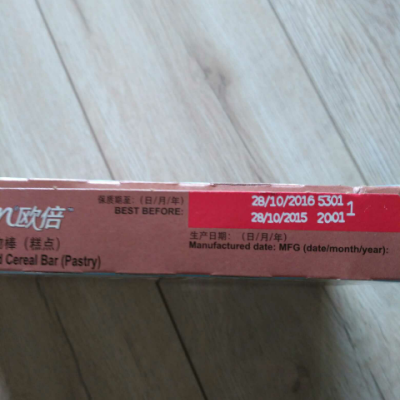 保质期至：（日/月/年）
BEST BEFORE:
28/10/2016 5301
28/10/2015 2001 1
欧倍™
棒（糕点）
Cereal Bar (Pastry)
生产日期：（日/月/年）
Manufactured date: MFG (date/month/year):